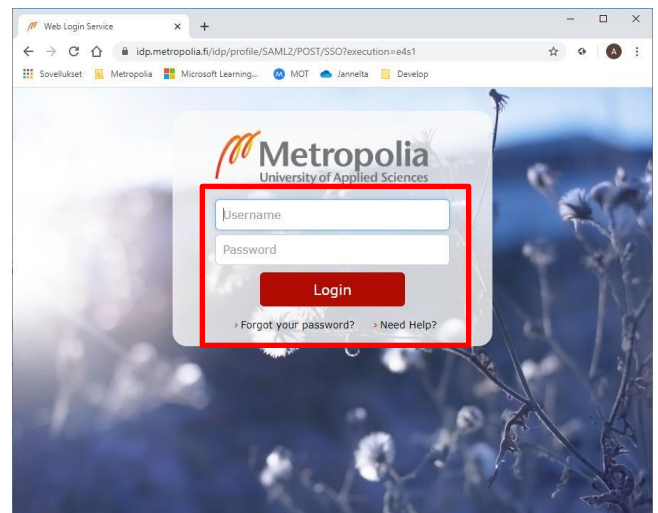 Web Login Service
idp.metropolia.fi/idp/profile/SAML2/POST/SSO?execution=e4s1
A
Sovellukset Metropolia Microsoft Learning... MOT Jannelta Develop
Metropolia
University of Applied Sciences
Username
Password
Login
› Forgot your password? › Need Help?